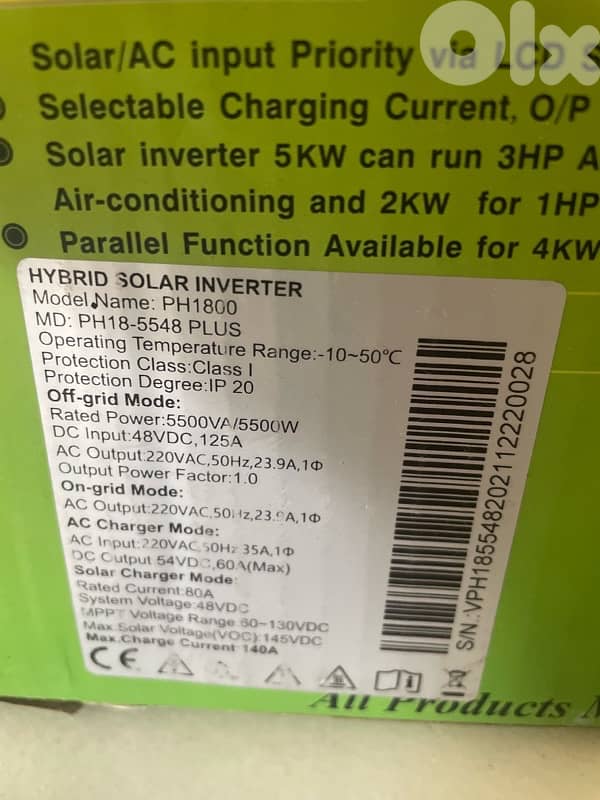 olx
Solar/AC input Priority via LCD S
Selectable Charging Current, O/P
Solar inverter 5KW can run 3HP A
Air-conditioning and 2KW for 1HP
Parallel Function Available for 4KW
HYBRID SOLAR INVERTER
Model Name: PH1800
MD: PH18-5548 PLUS
Operating Temperature Range:-10~50°C
Protection Class:Class I
Protection Degree:IP 20
Off-grid Mode:
Rated Power:5500VA/5500W
DC Input:48VDC,125A
AC Output:220VAC,50Hz,23.9A,1Φ
Output Power Factor:1.0
On-grid Mode:
AC Output:220VAC,50Hz,23.9A,1Φ
AC Charger Mode:
AC Input:220VAC,50Hz 35A,1Φ
DC Output 54VDC,60A(Max)
Solar Charger Mode:
Rated Current:80A
System Voltage:48VDC
MPPT Voltage Range:60~130VDC
Max Solar Voltage(VOC):145VDC
Max.Charge Current 140A
CE
S/N:VPH18554820211222​0028
All Products M